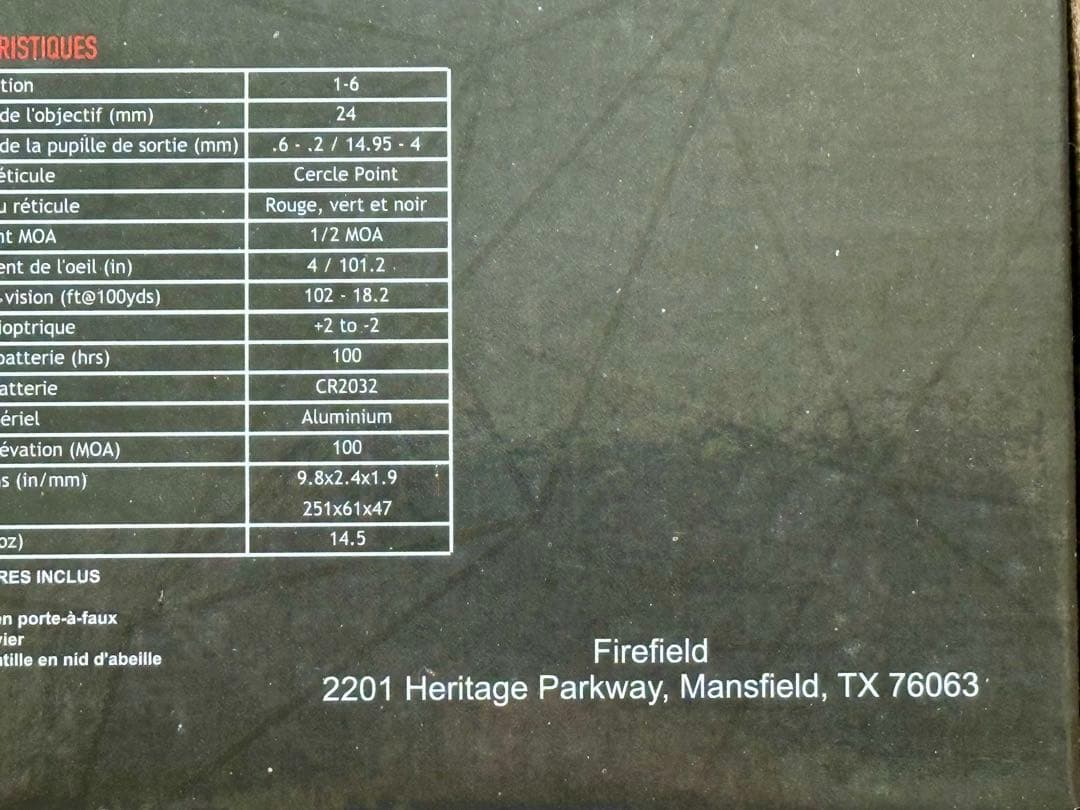 RISTIQUES
tion 1-6
de l'objectif (mm) 24
de la pupille de sortie (mm) .6 - .2 / 14.95 - 4
éticule Cercle Point
u réticule Rouge, vert et noir
nt MOA 1/2 MOA
ent de l'oeil (in) 4 / 101.2
vision (ft@100yds) 102 - 18.2
ioptrique +2 to -2
batterie (hrs) 100
atterie CR2032
ériel Aluminium
évation (MOA) 100
s (in/mm) 9.8x2.4x1.9
251x61x47
oz) 14.5
RES INCLUS
en porte-à-faux
vier
ntille en nid d'abeille
Firefield
2201 Heritage Parkway, Mansfield, TX 76063